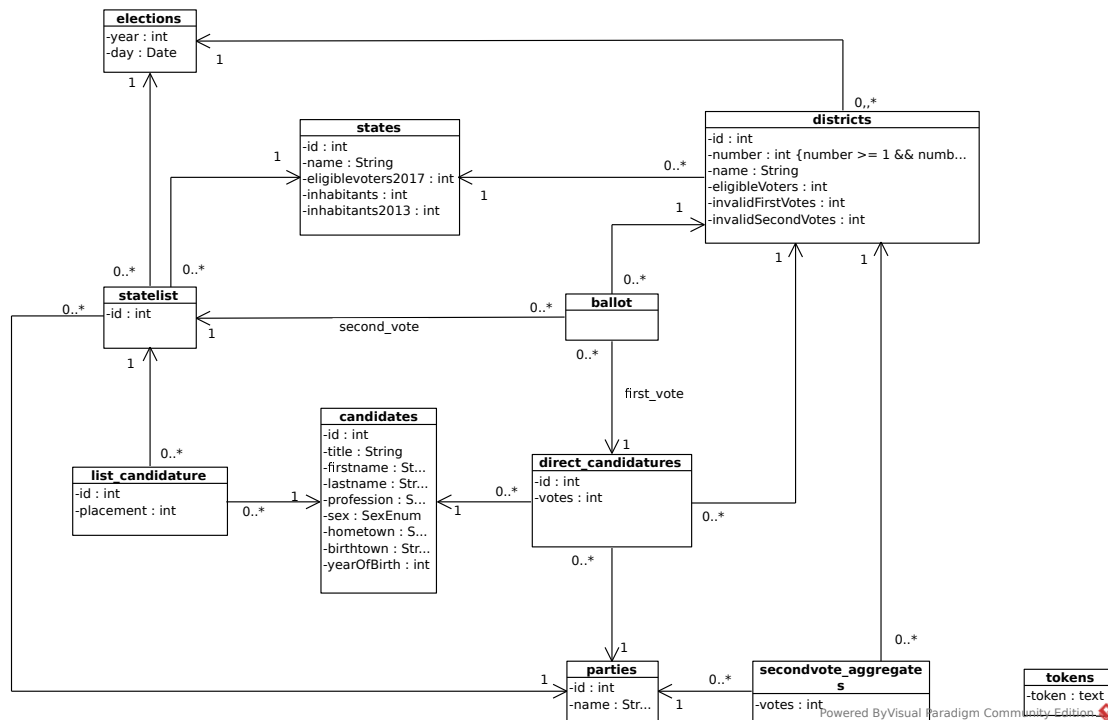 elections
-year : int
-day : Date
1
1
0,,*
districts
-id : int
-number : int {number >= 1 && numb...
-name : String
-eligibleVoters : int
-invalidFirstVotes : int
-invalidSecondVotes : int
states
-id : int
-name : String
-eligiblevoters2017 : int
-inhabitants : int
-inhabitants2013 : int
1
0..*
1
1
1
1
0..*
0..*
0..*
statelist
-id : int
0..*
1
second_vote
0..*
ballot
0..*
first_vote
1
1
0..*
list_candidature
-id : int
-placement : int
0..*
1
candidates
-id : int
-title : String
-firstname : St...
-lastname : Str...
-profession : S...
-sex : SexEnum
-hometown : S...
-birthtown : Str...
-yearOfBirth : int
1
0..*
direct_candidatures
-id : int
-votes : int
0..*
0..*
1
0..*
1
parties
-id : int
-name : Str...
0..*
1
secondvote_aggregate
s
-votes : int
tokens
-token : text
Powered ByVisual Paradigm Community Edition